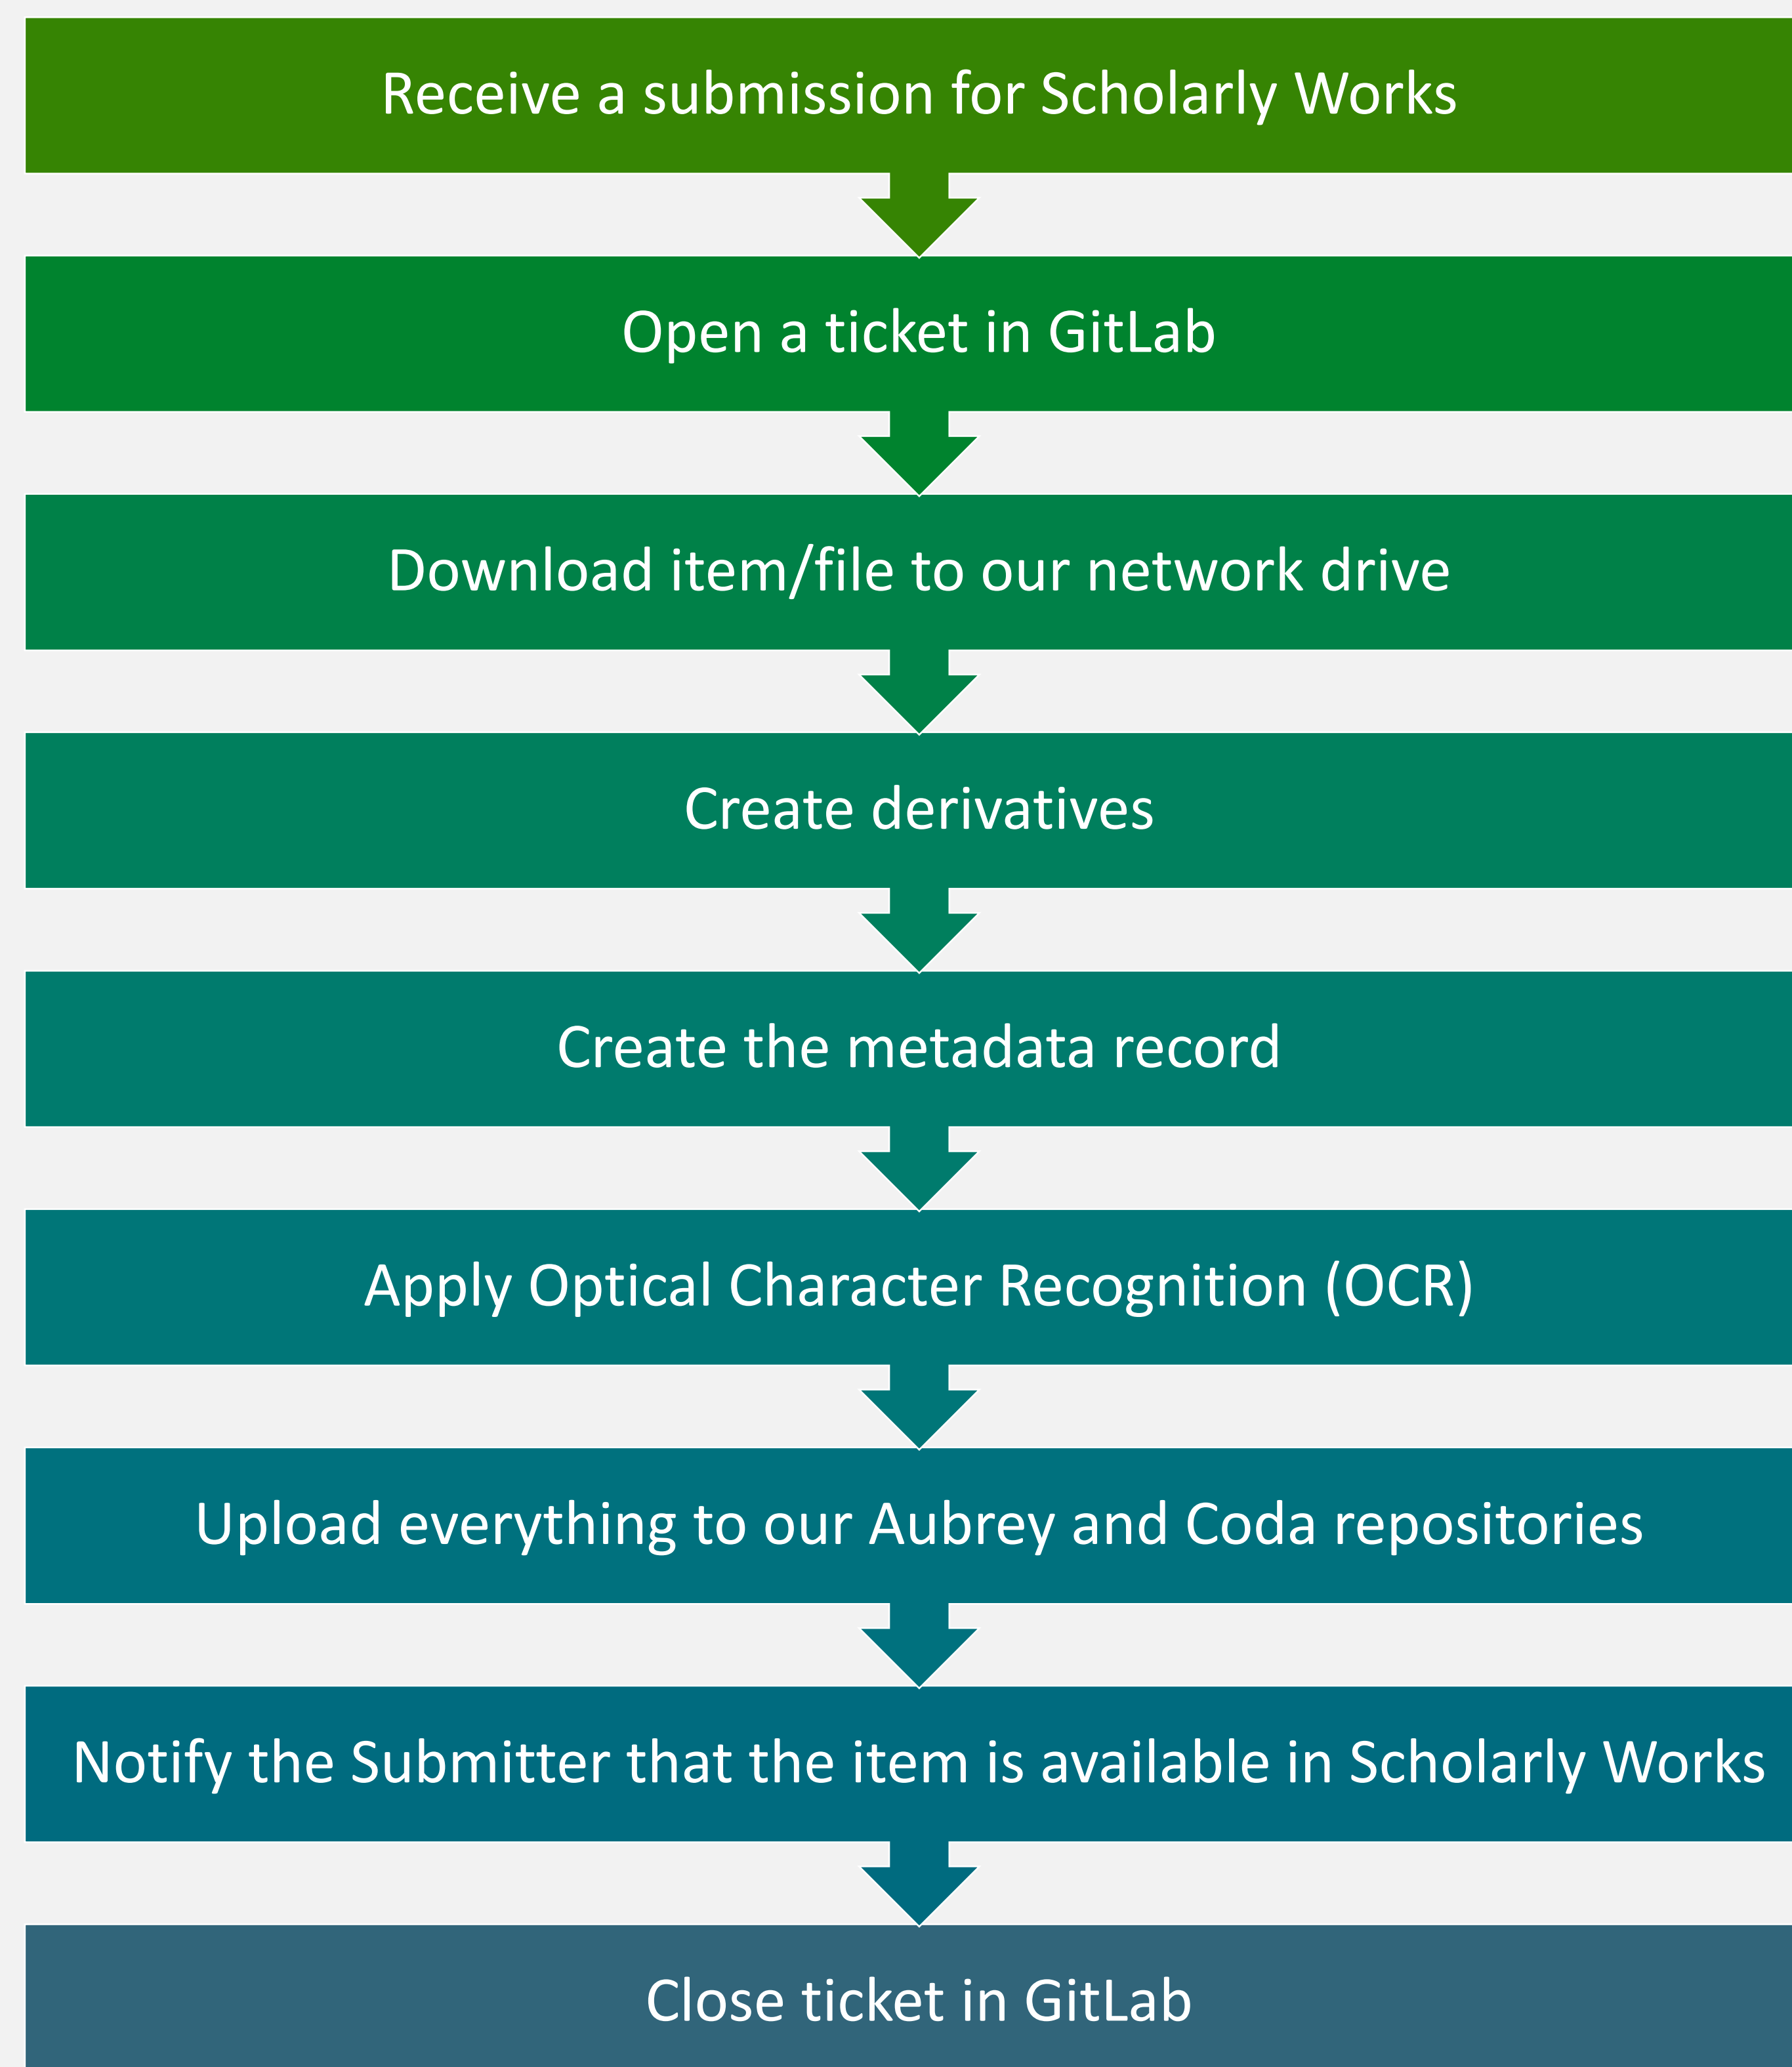 Receive a submission for Scholarly Works
Open a ticket in GitLab
Download item/file to our network drive
Create derivatives
Create the metadata record
Apply Optical Character Recognition (OCR)
Upload everything to our Aubrey and Coda repositories
Notify the Submitter that the item is available in Scholarly Works
Close ticket in GitLab